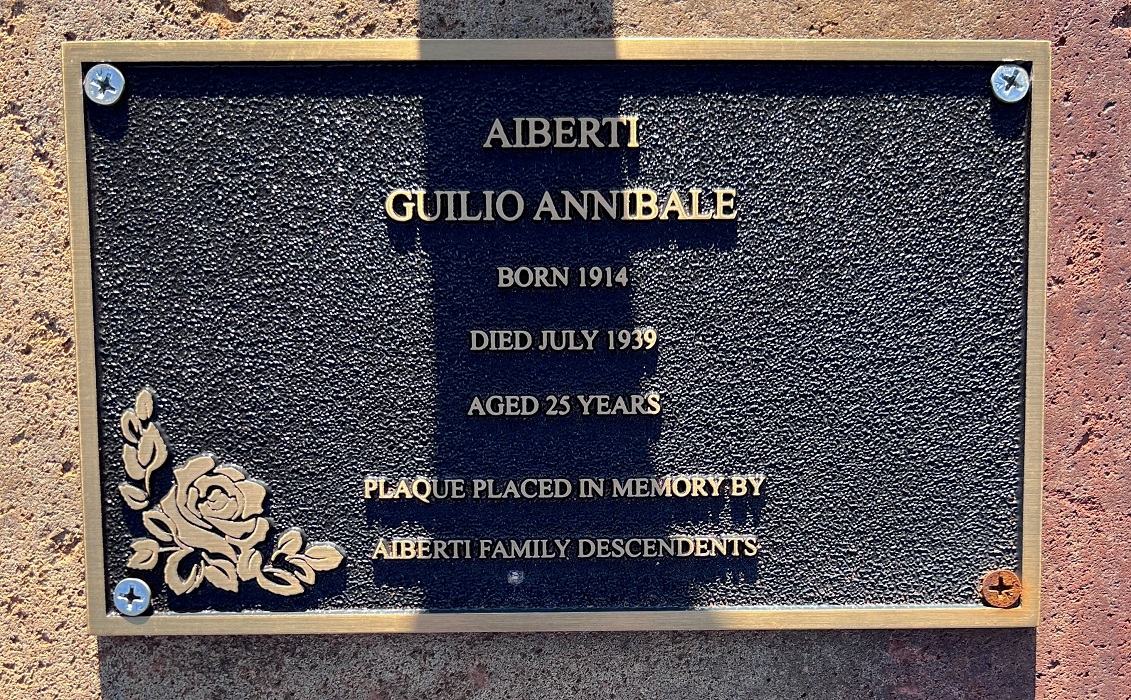 AIBERTI
GUILIO ANNIBALE
BORN 1914
DIED JULY 1939
AGED 25 YEARS
PLAQUE PLACED IN MEMORY BY
AIBERTI FAMILY DESCENDENTS